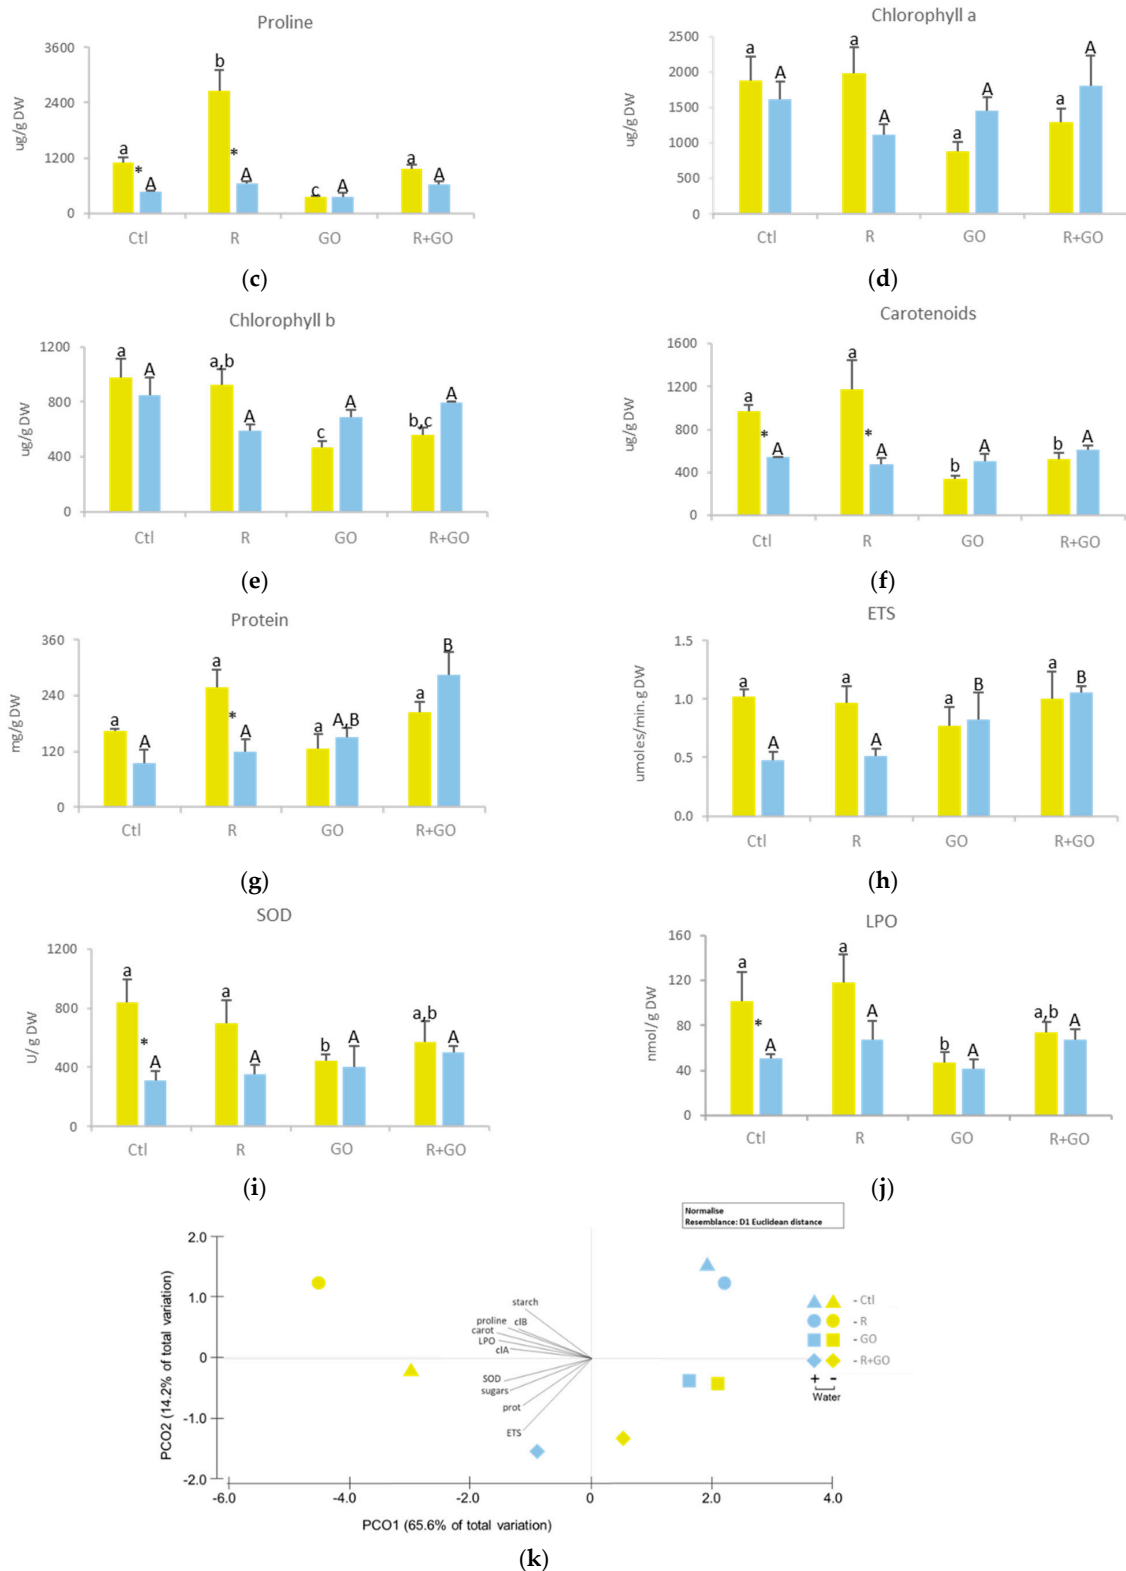 Proline
3600
2400
1200
0
ug/g DW
a
*
A
b
*
A
c
A
a
A
Ctl
R
GO
R+GO
(c)
Chlorophyll a
2500
2000
1500
1000
500
0
ug/g DW
a
A
a
A
a
A
a
A
Ctl
R
GO
R+GO
(d)
Chlorophyll b
1200
800
400
0
ug/g DW
a
A
a,b
A
c
A
b,c
A
Ctl
R
GO
R+GO
(e)
Carotenoids
1600
1200
800
400
0
ug/g DW
a
*
A
a
*
A
b
A
b
A
Ctl
R
GO
R+GO
(f)
Protein
360
240
120
0
mg/g DW
a
A
a
*
A
a
A,B
a
B
Ctl
R
GO
R+GO
(g)
ETS
1.5
1.0
0.5
0.0
umoles/min.g DW
a
A
a
A
a
B
a
B
Ctl
R
GO
R+GO
(h)
SOD
1200
800
400
0
U/ g DW
a
*
A
a
A
b
A
a,b
A
Ctl
R
GO
R+GO
(i)
LPO
160
120
80
40
0
nmol/ g DW
a
*
A
a
A
b
A
a,b
A
Ctl
R
GO
R+GO
(j)
Normalise
Resemblance: D1 Euclidean distance
2.0
1.0
0
-1.0
-2.0
PCO2 (14.2% of total variation)
starch
proline
clB
carot
LPO
clA
SOD
sugars
prot
ETS
- Ctl
- R
- GO
- R+GO
+ -
Water
-6.0
-4.0
-2.0
0
2.0
4.0
PCO1 (65.6% of total variation)
(k)